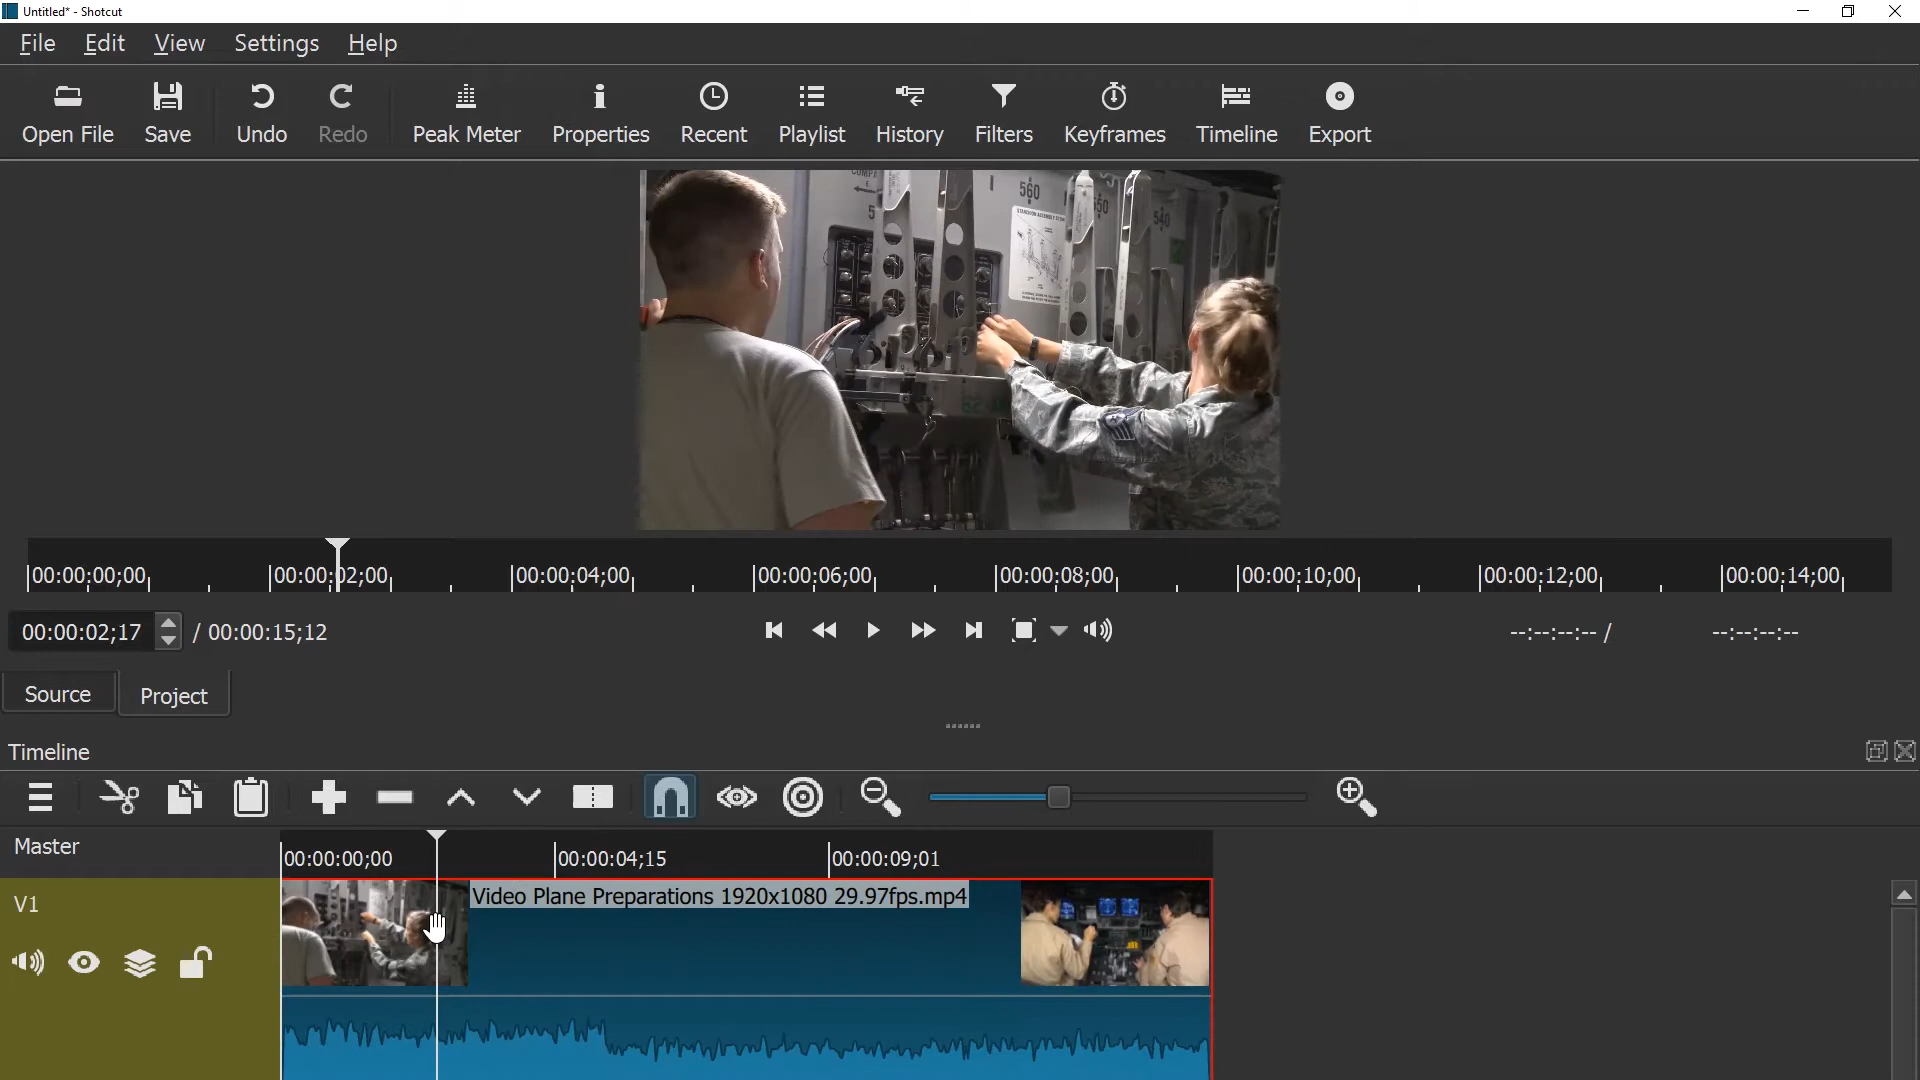 Untitled* - Shotcut
File Edit View Settings Help
Open File Save Undo Redo Peak Meter Properties Recent Playlist History Filters Keyframes Timeline Export
5
560
550
540
00:00:00;00 00:00:02;00 00:00:04;00 00:00:06;00 00:00:08;00 00:00:10;00 00:00:12;00 00:00:14;00
00:00:02;17 / 00:00:15;12 --:--:--:-- / --:--:--:--
Source Project
Timeline
Master
00:00:00;00 00:00:04;15 00:00:09;01
V1
Video Plane Preparations 1920x1080 29.97fps.mp4